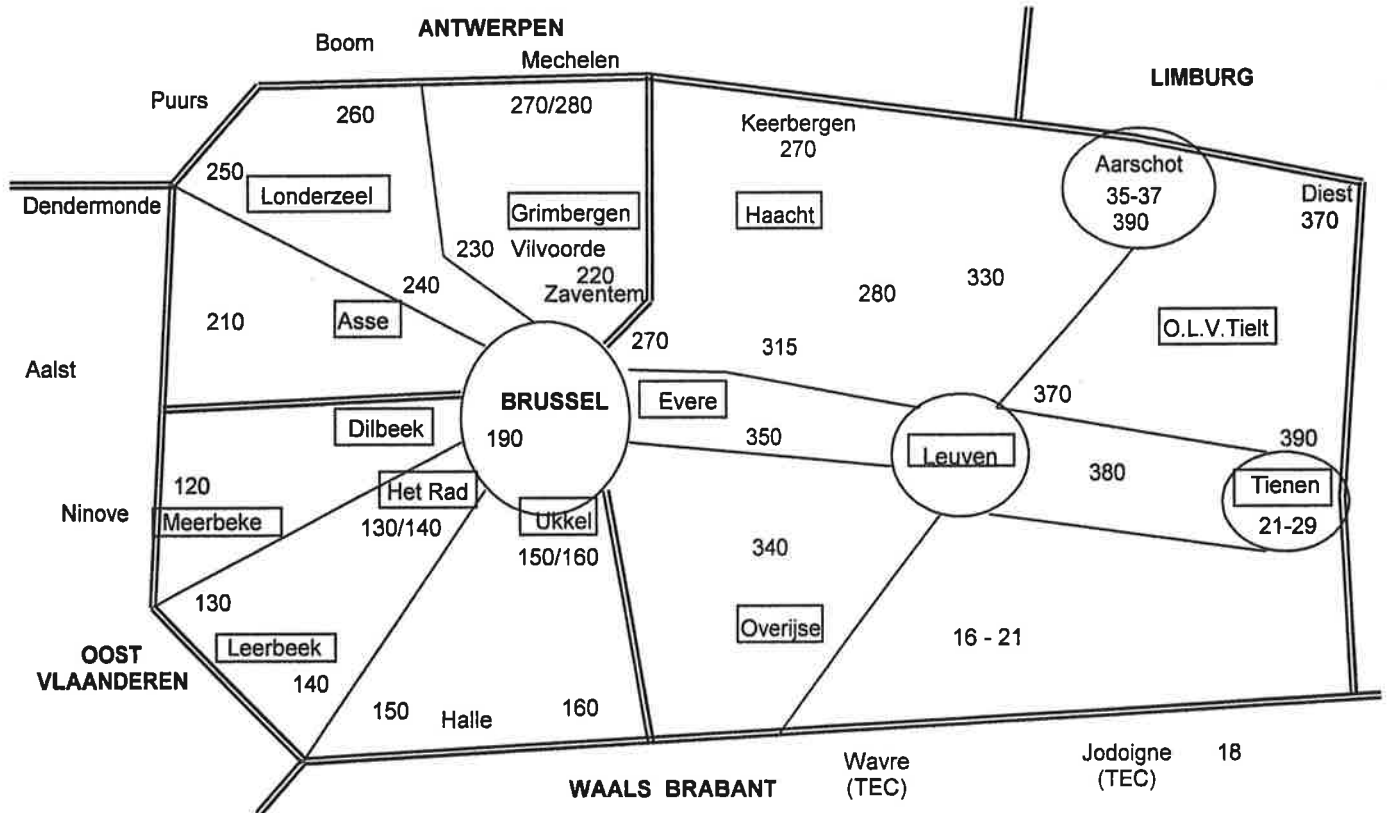 ANTWERPEN
Boom
Mechelen
LIMBURG
Puurs
260
270/280
Keerbergen
270
Aarschot
35-37
390
250
Londerzeel
Dendermonde
Grimbergen
Haacht
Diest
370
230
Vilvoorde
220
Zaventem
240
280
330
210
Asse
O.L.V.Tielt
270
315
Aalst
BRUSSEL
190
Evere
370
Dilbeek
350
Leuven
390
380
120
Het Rad
130/140
Tienen
21-29
Ninove
Meerbeke
Ukkel
150/160
340
130
Leerbeek
Overijse
16 - 21
OOST
VLAANDEREN
140
150
Halle
160
Wavre
(TEC)
Jodoigne
(TEC)
18
WAALS BRABANT